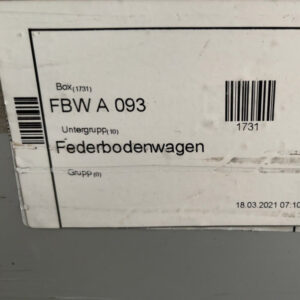 Box (1731)
FBW A 093
1731
Untergrupp (10)
Federbodenwagen
Grupp (0)
18.03.2021 07:10